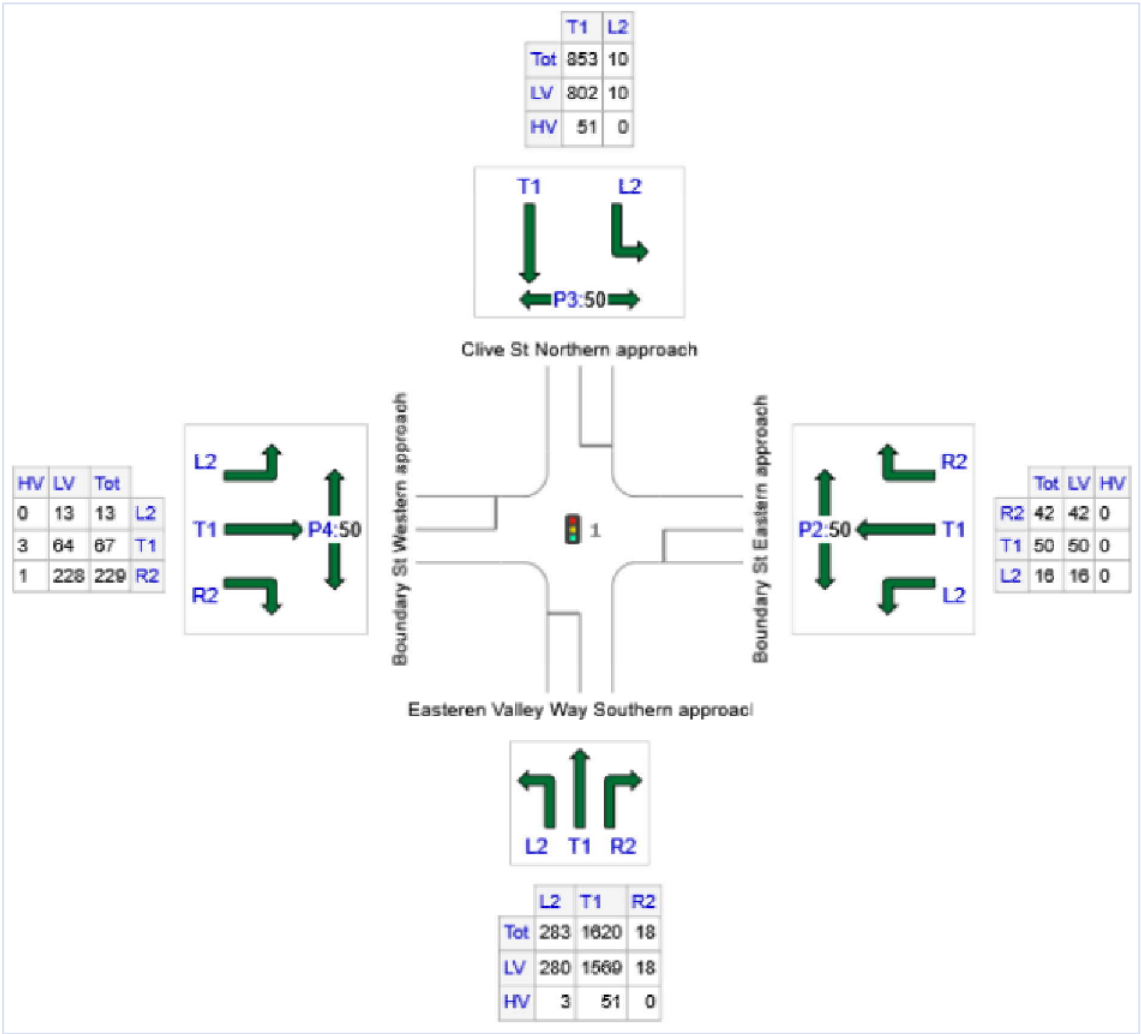 T1 L2
Tot 853 10
LV 802 10
HV 51 0
T1 L2
P3:50
Clive St Northern approach
Boundary St Western approach
Boundary St Eastern approach
HV LV Tot
0 13 13 L2
3 64 67 T1
1 228 229 R2
L2
T1 P4:50
R2
1
R2
P2:50 T1
L2
Tot LV HV
R2 42 42 0
T1 50 50 0
L2 16 16 0
Easteren Valley Way Southern approacl
L2 T1 R2
L2 T1 R2
Tot 283 1620 18
LV 280 1569 18
HV 3 51 0